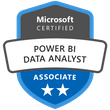 Microsoft
CERTIFIED
POWER BI
DATA ANALYST
ASSOCIATE